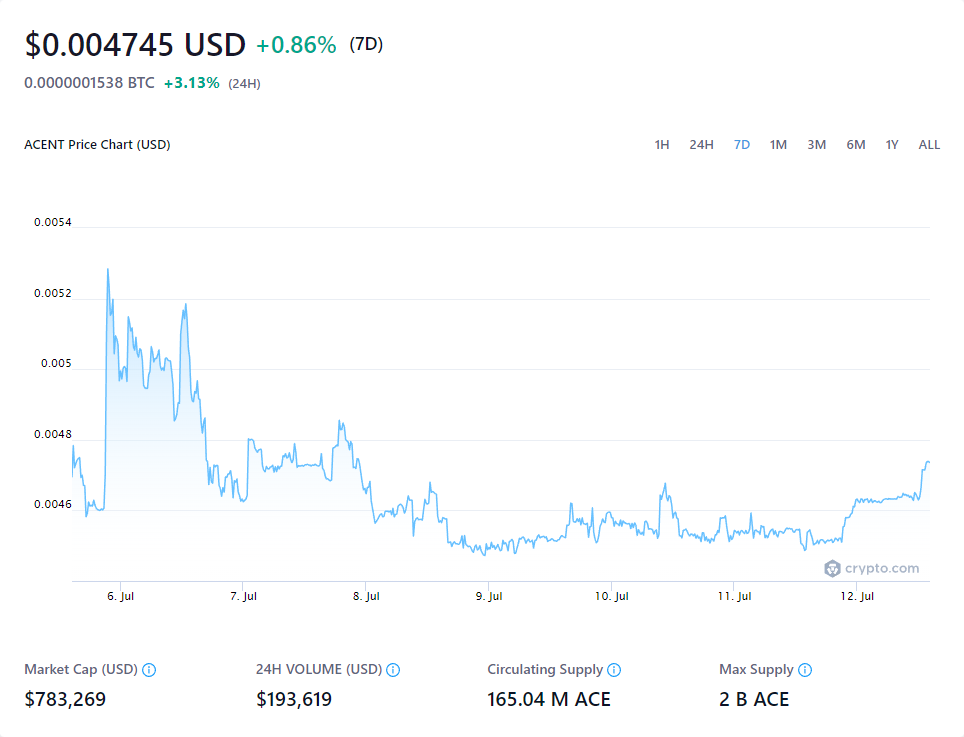 $0.004745 USD +0.86% (7D)
0.0000001538 BTC +3.13% (24H)
ACENT Price Chart (USD) 1H 24H 7D 1M 3M 6M 1Y ALL
0.0054
0.0052
0.005
0.0048
0.0046
crypto.com
6. Jul 7. Jul 8. Jul 9. Jul 10. Jul 11. Jul 12. Jul
Market Cap (USD) 24H VOLUME (USD) Circulating Supply Max Supply
$783,269 $193,619 165.04 M ACE 2 B ACE